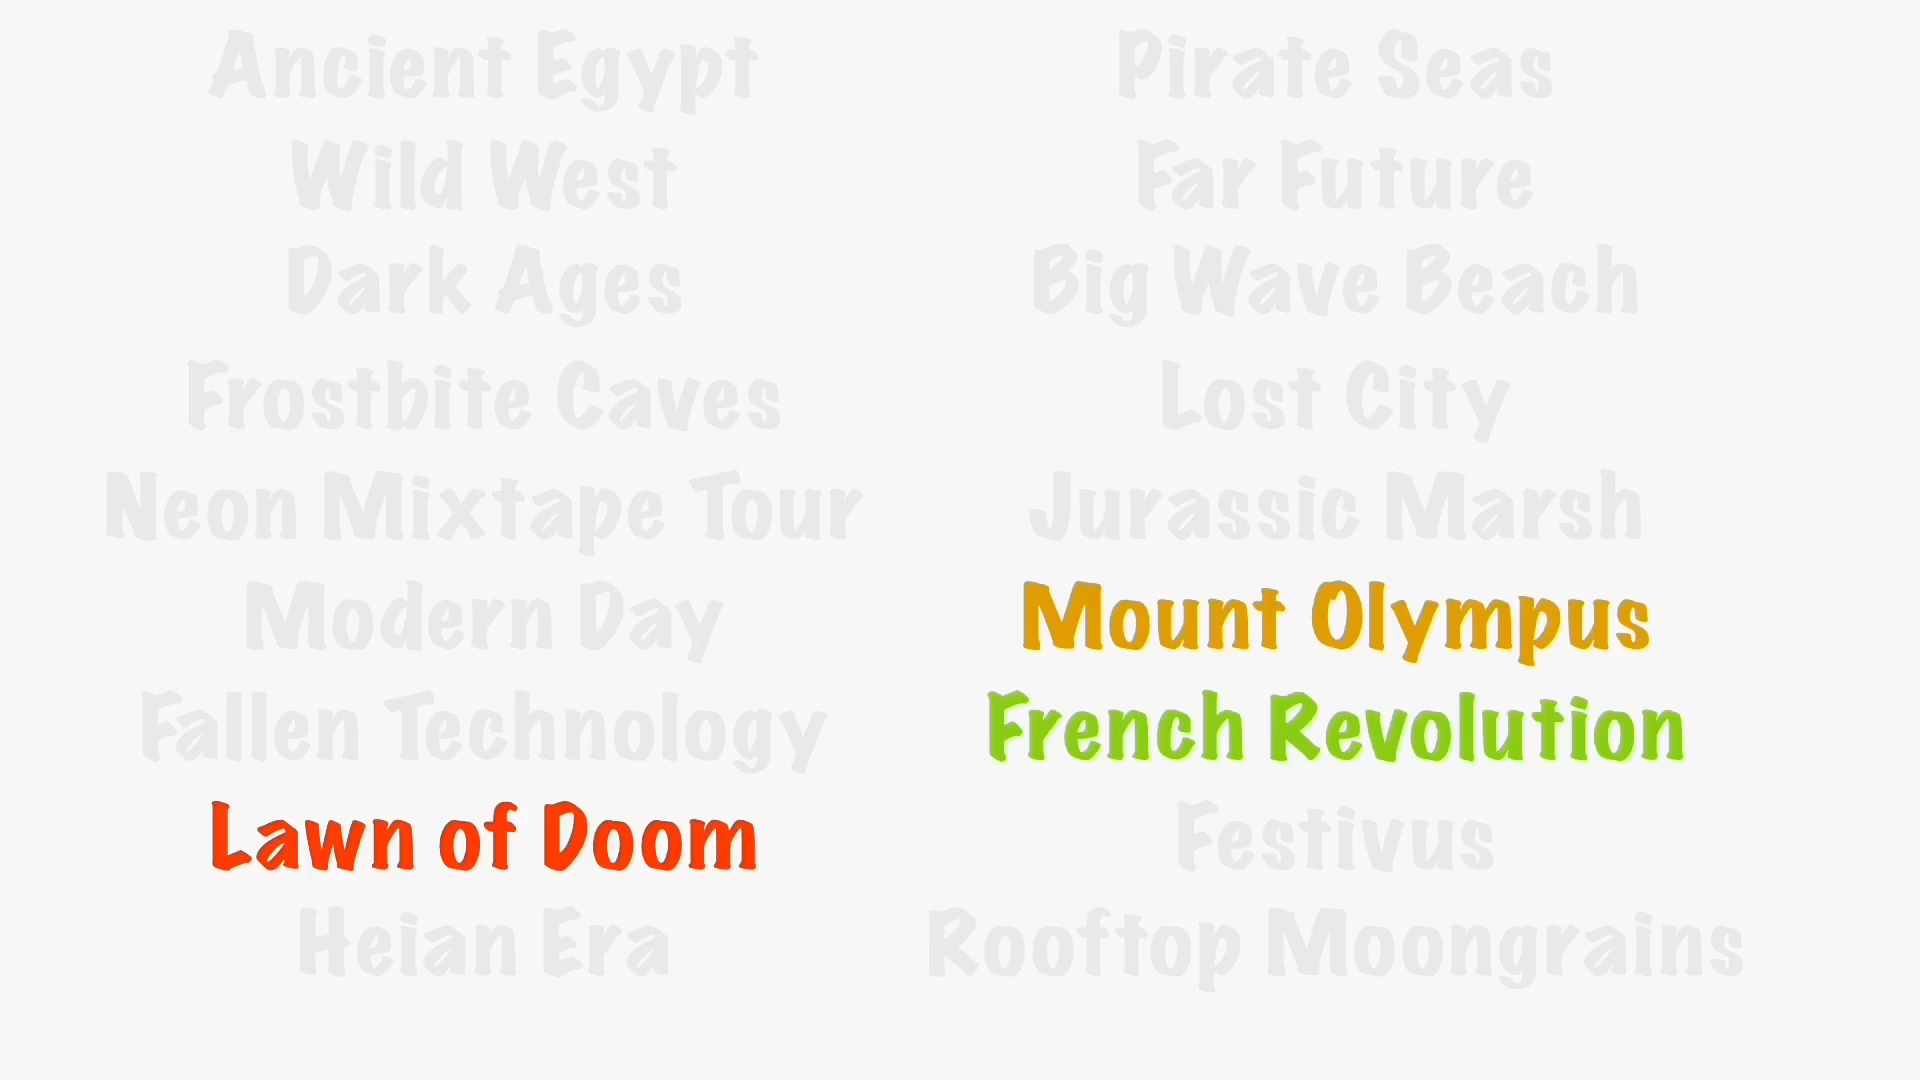 Ancient Egypt
Pirate Seas
Wild West
Far Future
Dark Ages
Big Wave Beach
Frostbite Caves
Lost City
Neon Mixtape Tour
Jurassic Marsh
Modern Day
Mount Olympus
Fallen Technology
French Revolution
Lawn of Doom
Festivus
Heian Era
Rooftop Moongrains